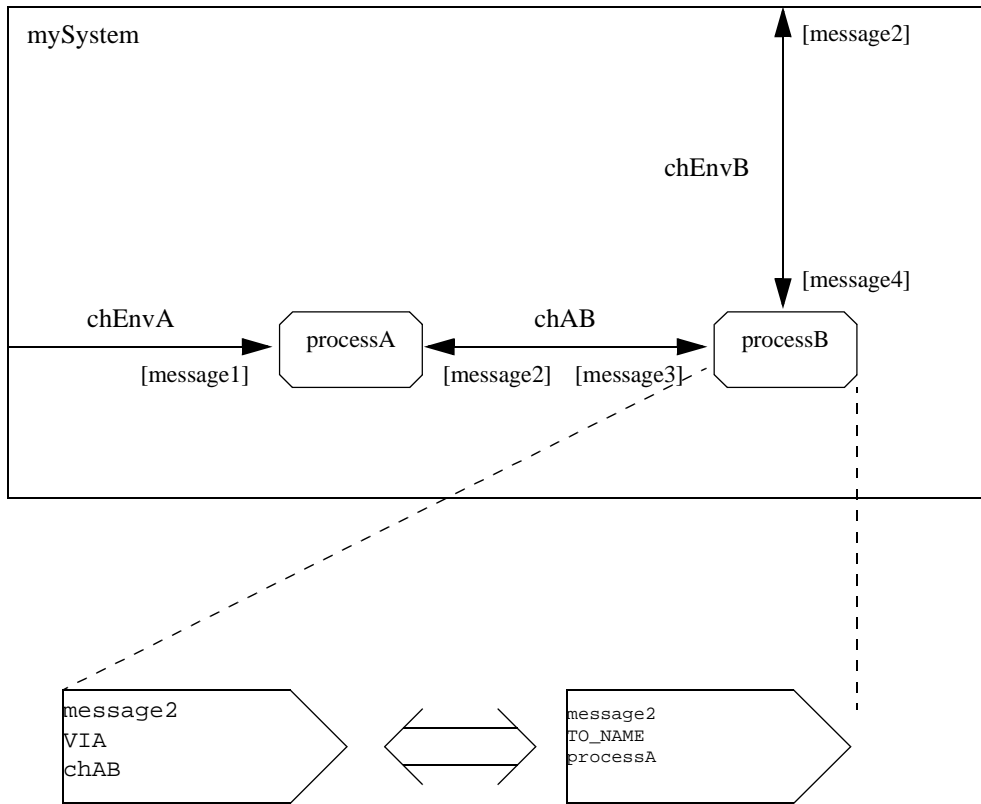 mySystem
[message2]
chEnvB
[message4]
chEnvA
processA
chAB
processB
[message1]
[message2]
[message3]
message2
VIA
chAB
message2
TO_NAME
processA